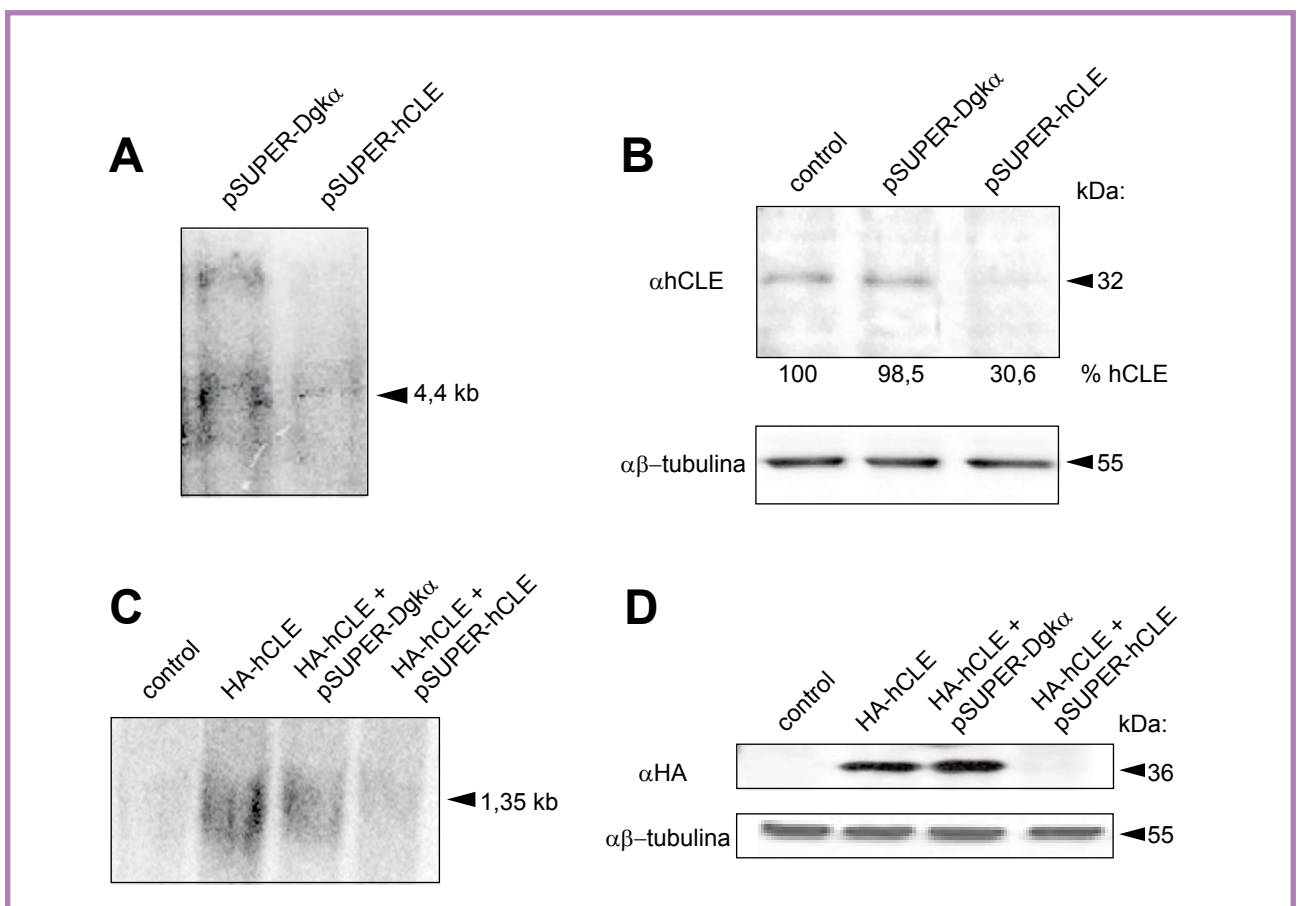 A
pSUPER-Dgkα
pSUPER-hCLE
4,4 kb
B
control
pSUPER-Dgkα
pSUPER-hCLE
kDa:
αhCLE
32
100 98,5 30,6 % hCLE
αβ–tubulina
55
C
control
HA-hCLE
HA-hCLE +
pSUPER-Dgkα
HA-hCLE +
pSUPER-hCLE
1,35 kb
D
control
HA-hCLE
HA-hCLE +
pSUPER-Dgkα
HA-hCLE +
pSUPER-hCLE
kDa:
αHA
36
αβ–tubulina
55